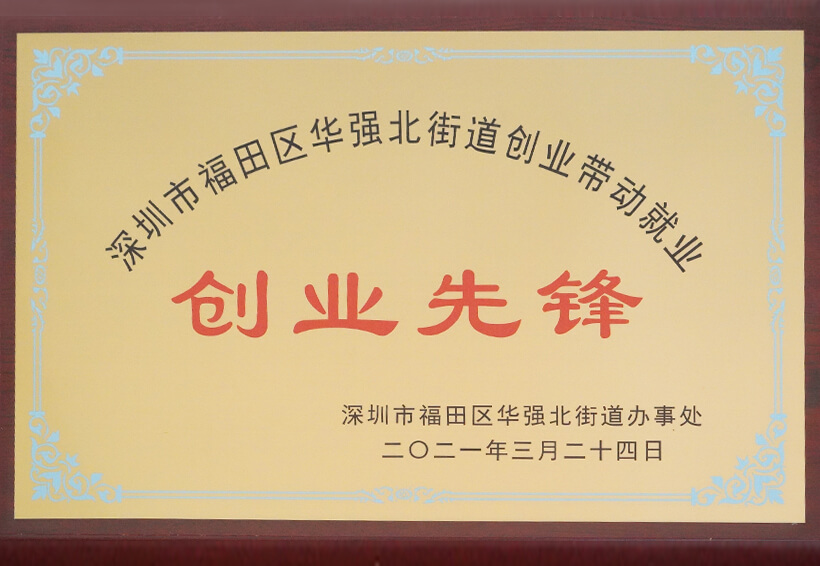 深圳市福田区华强北街道创业带动就业
创业先锋
深圳市福田区华强北街道办事处
二〇二一年三月二十四日